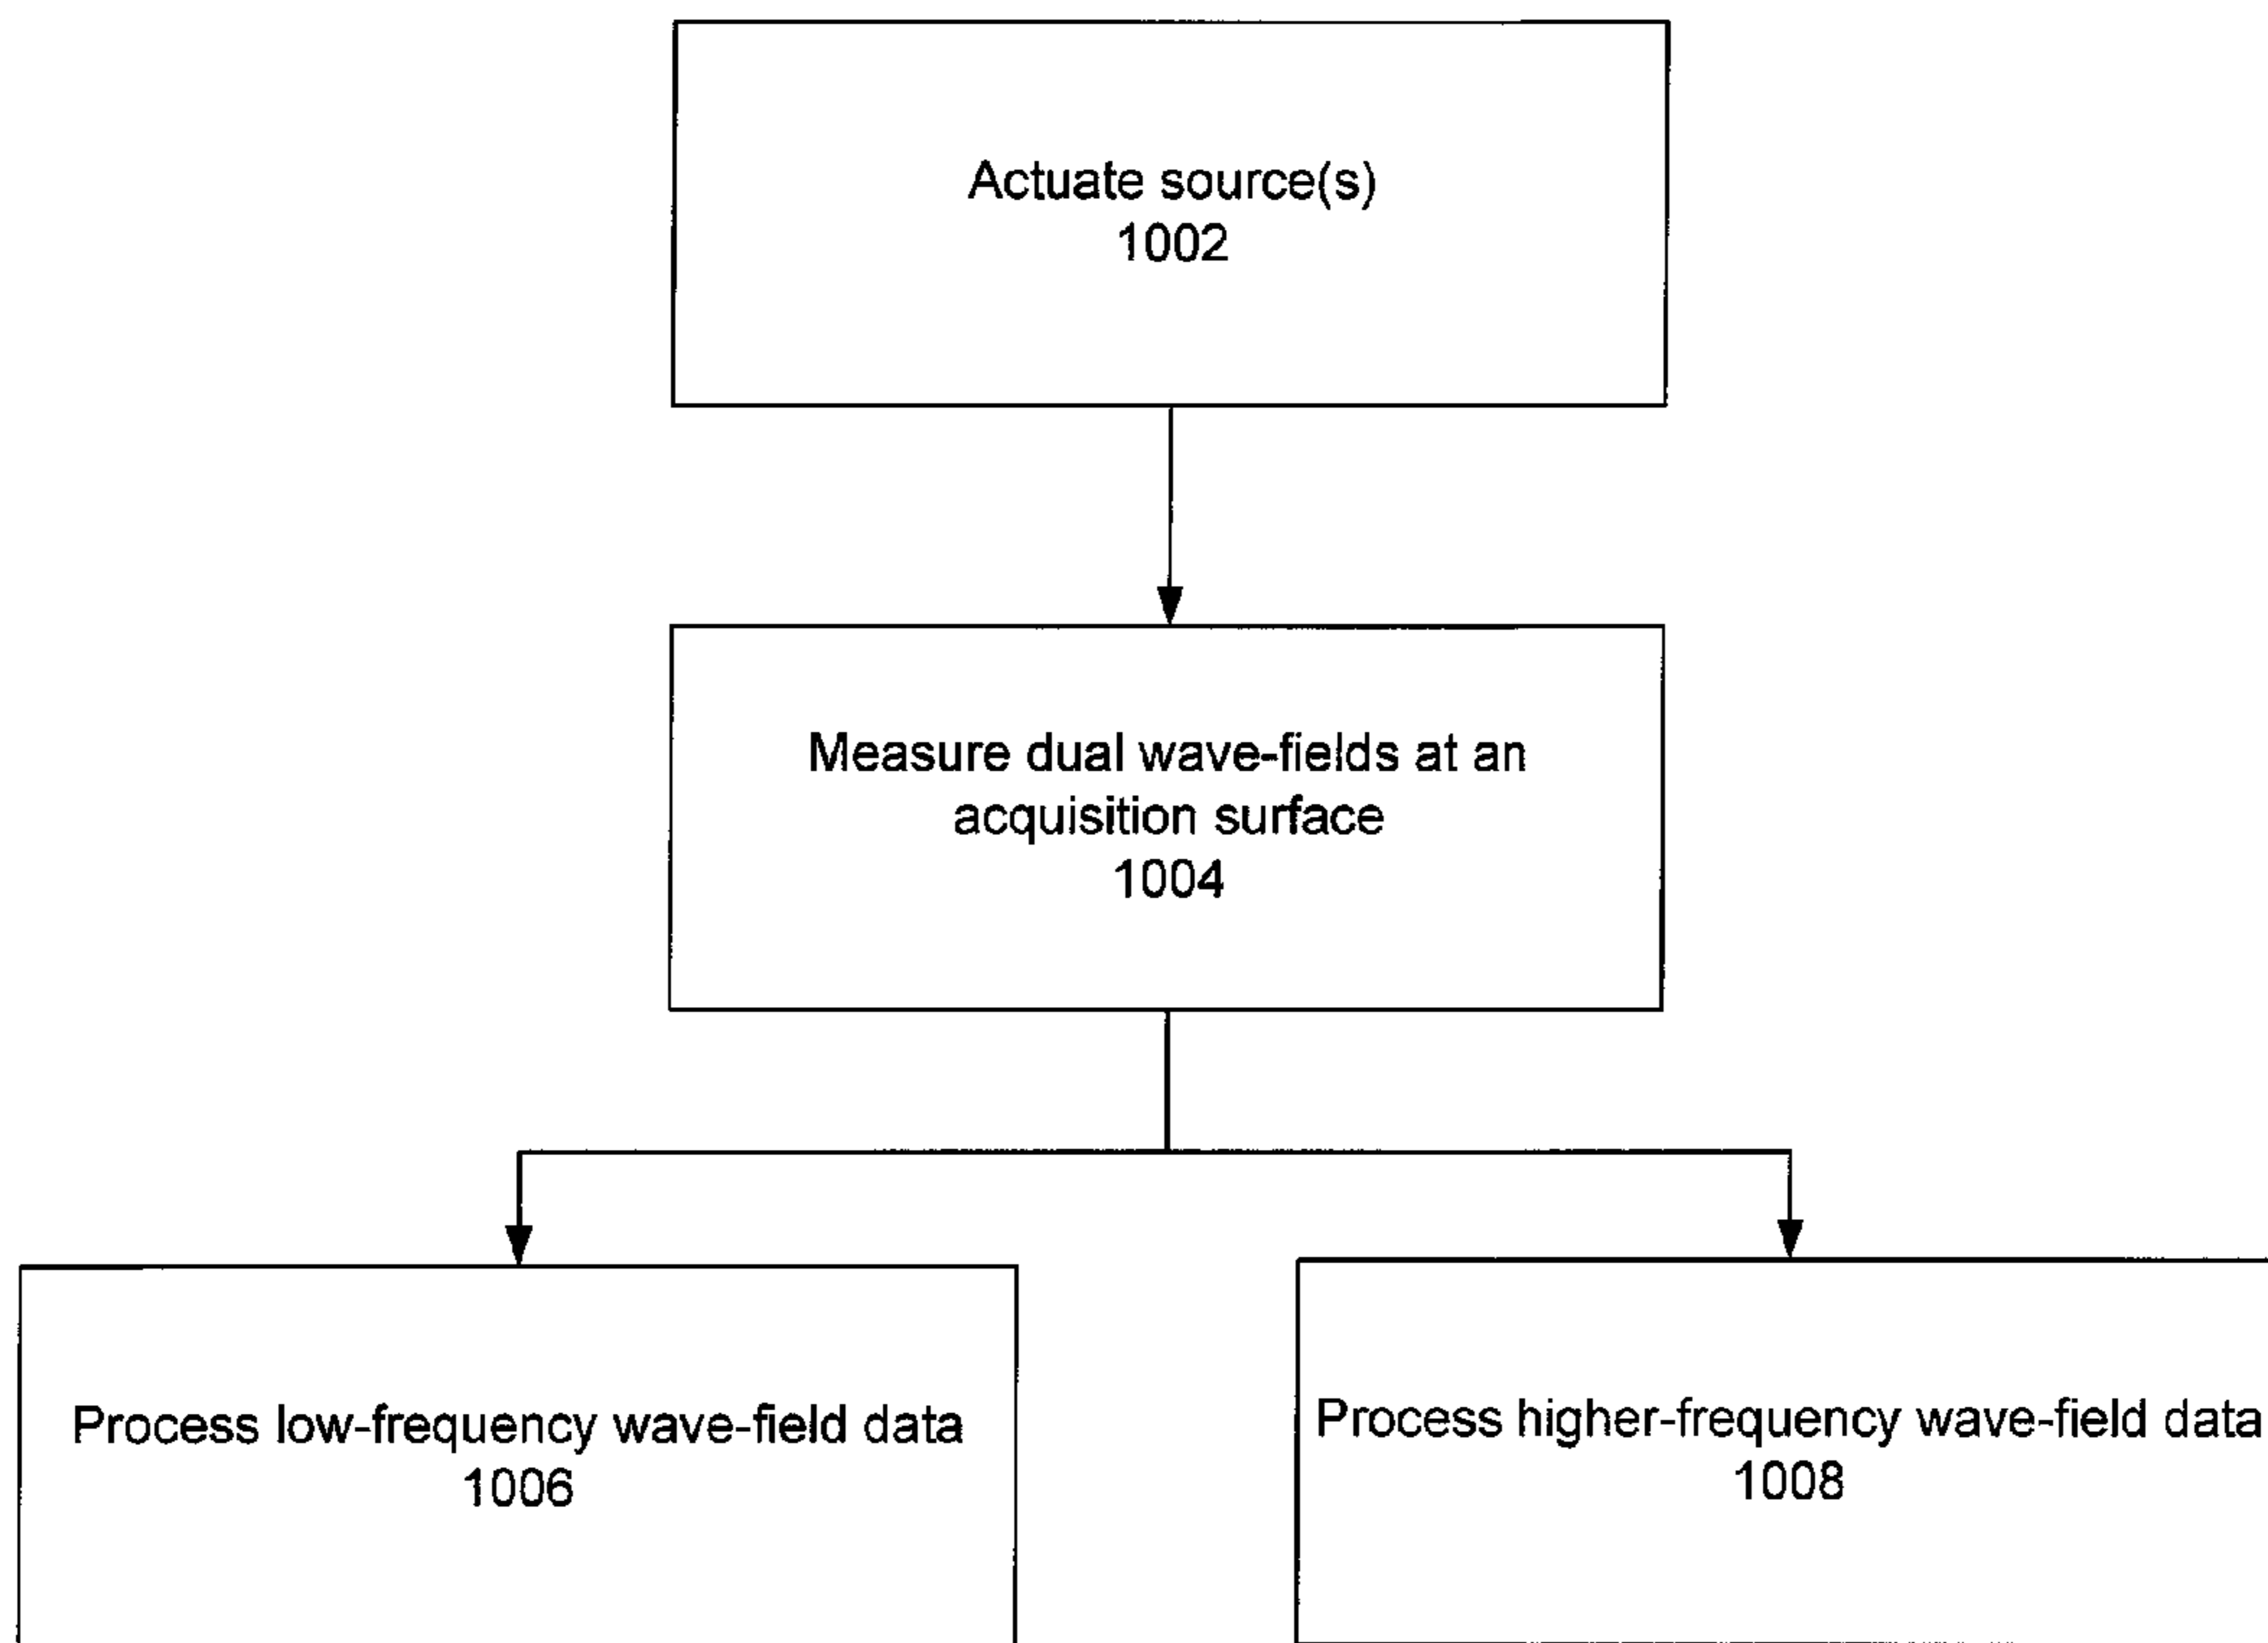 Actuate source(s)
1002
Measure dual wave-fields at an
acquisition surface
1004
Process low-frequency wave-field data
1006
Process higher-frequency wave-field data
1008